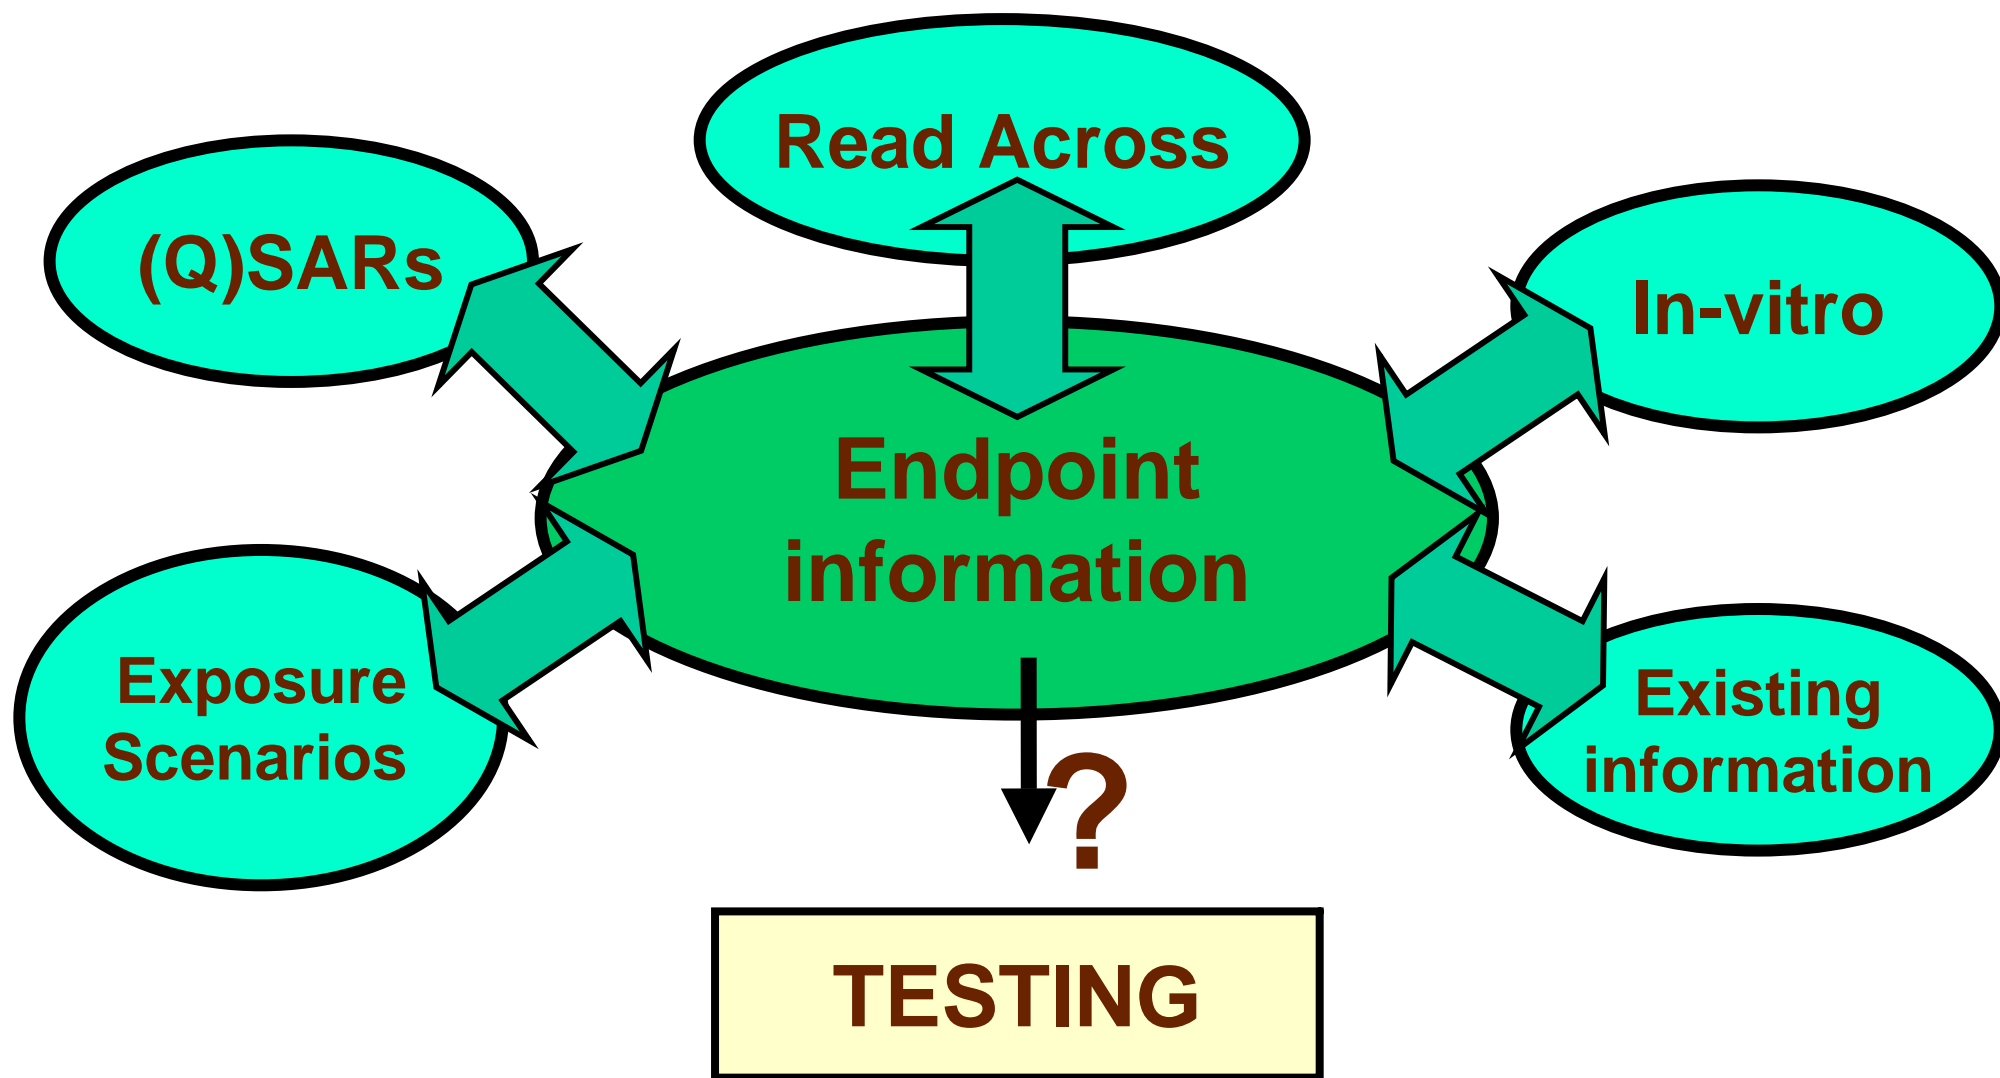 Read Across
(Q)SARs
In-vitro
Endpoint
information
Exposure
Scenarios
Existing
information
?
TESTING